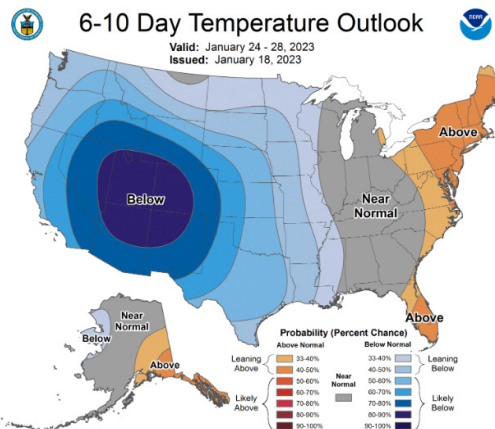 6-10 Day Temperature Outlook
NOAA
Valid: January 24 - 28, 2023
Issued: January 18, 2023
Above
Below
Near
Normal
Above
Near
Normal
Below
Above
Probability (Percent Chance)
Above Normal
Below Normal
Leaning
Above
33-40%
40-50%
Likely
Above
50-60%
60-70%
70-80%
80-90%
90-100%
Near
Normal
33-40%
40-50%
Leaning
Below
50-60%
60-70%
70-80%
80-90%
90-100%
Likely
Below